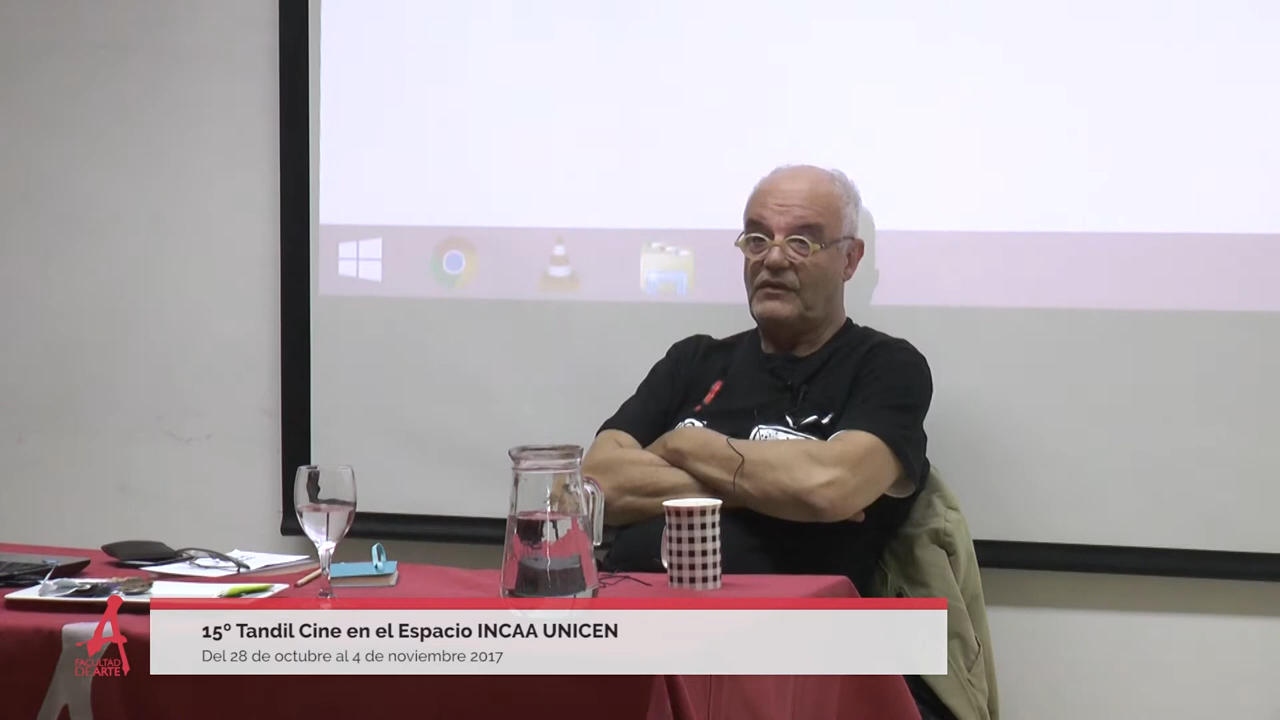 15º Tandil Cine en el Espacio INCAA UNICEN
Del 28 de octubre al 4 de noviembre 2017
FACULTAD
DE ARTE